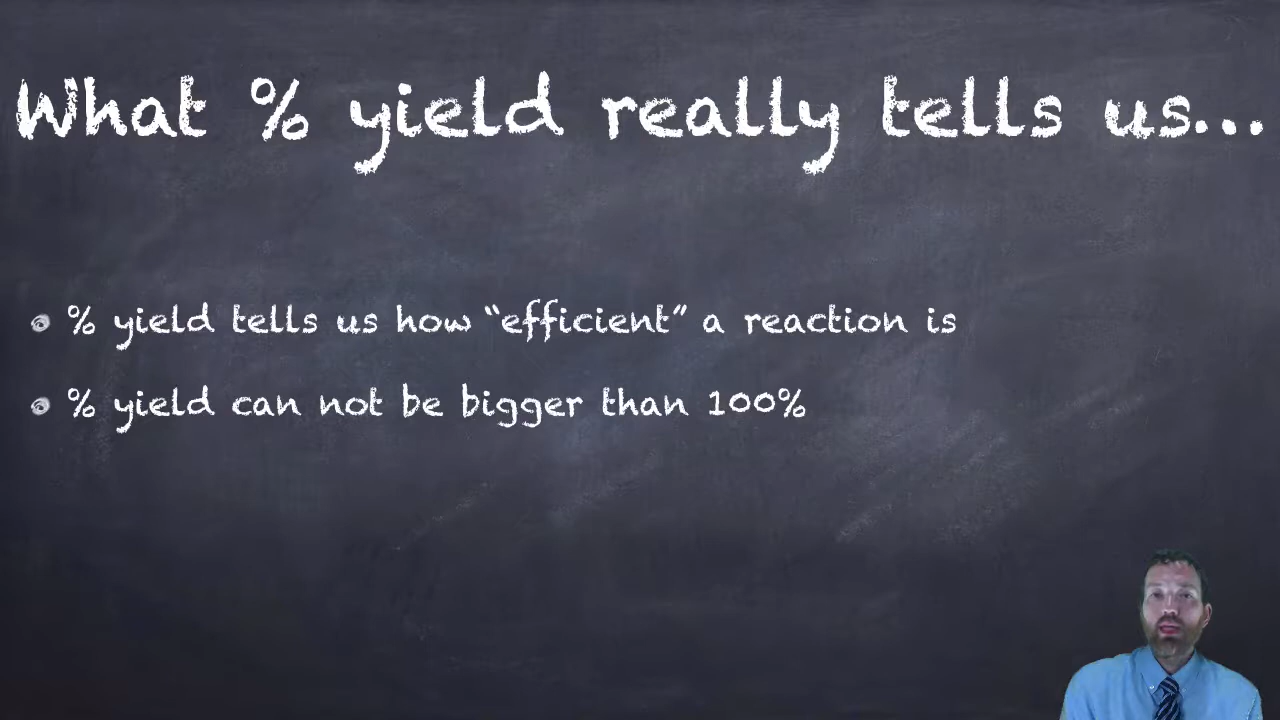 What % yield really tells us...
% yield tells us how “efficient” a reaction is
% yield can not be bigger than 100%